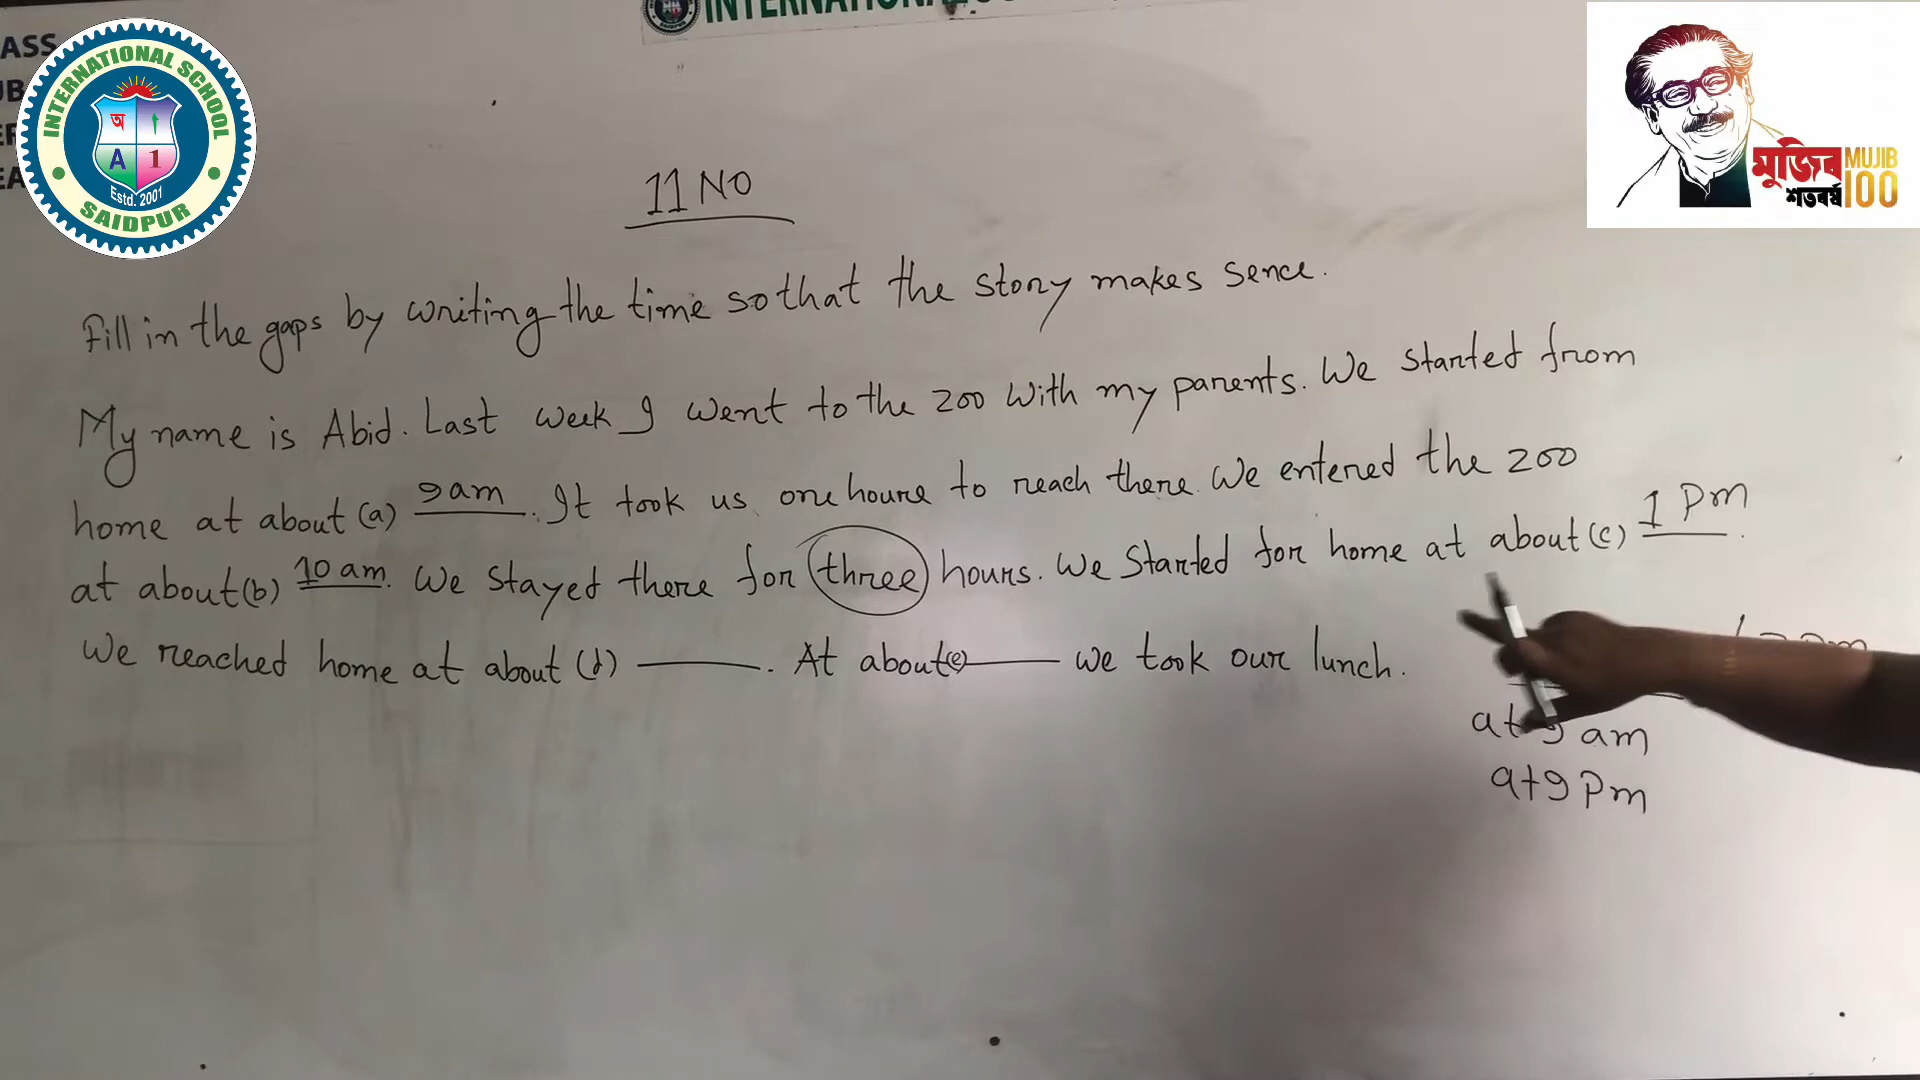 INTERNATIONAL SCHOOL
অ
A 1
Estd. 2001
SAIDPUR
SAIDPUR
মুজিব MUJIB
শতবর্ষ 100
11 NO
Fill in the gaps by writing the time so that the story makes sence.
My name is Abid. Last week I went to the zoo with my parents. We started from
home at about (a) 9 am. It took us one houre to reach there. We entered the zoo
at about (b) 10 am. We stayed there for three hours. We started for home at about (c) 1 Pm.
We reached home at about (d) ———. At about (e) ——— we took our lunch.
at 9 am
at 9 Pm